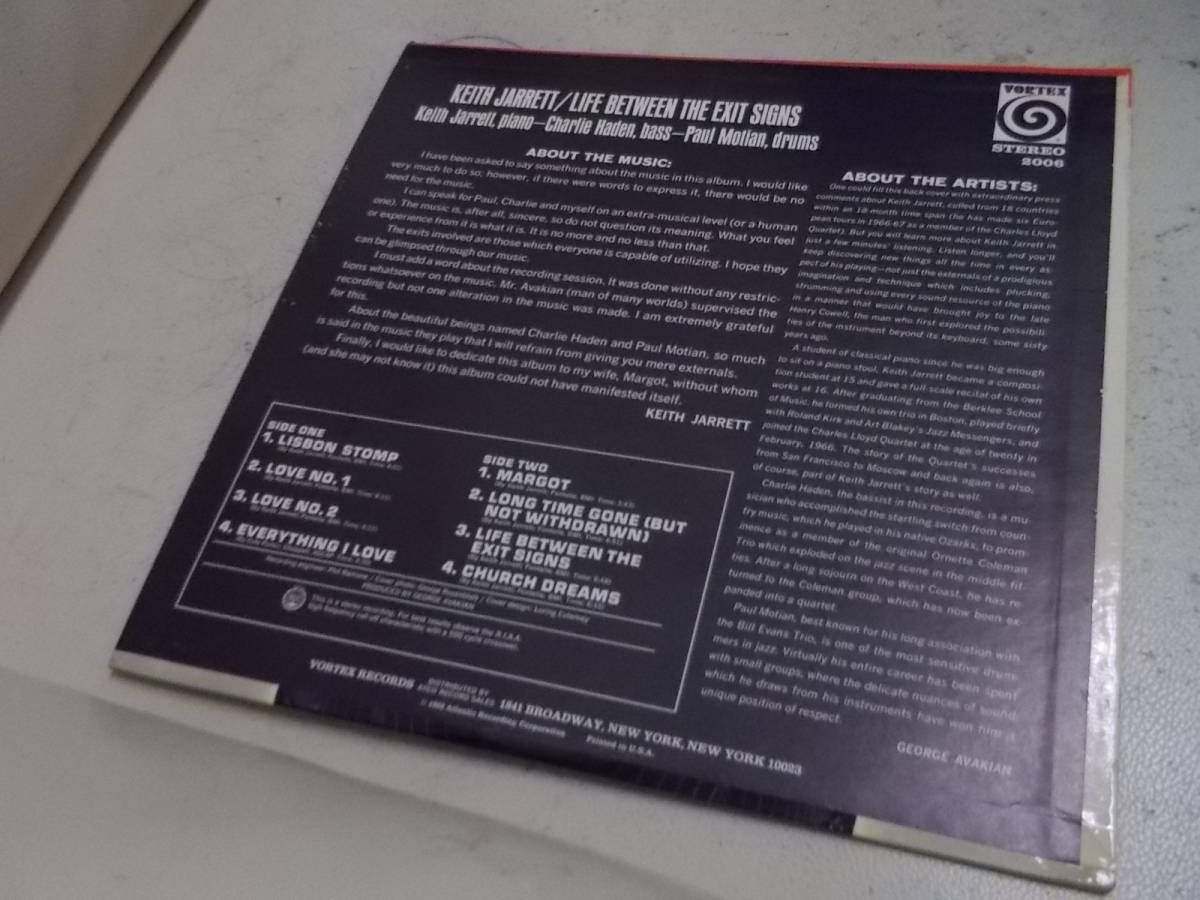 KEITH JARRETT/LIFE BETWEEN THE EXIT SIGNS
Keith Jarrett, piano—Charlie Haden, bass—Paul Motian, drums
VORTEX
STEREO
2006
ABOUT THE MUSIC:
I have been asked to say something about the music in this album. I would like
very much to do so; however, if there were words to express it, there would be no
need for the music.
I can speak for Paul, Charlie and myself on an extra-musical level (or a human
one). The music is, after all, sincere, so do not question its meaning. What you feel
or experience from it is what it is. It is no more and no less than that.
The exits involved are those which everyone is capable of utilizing. I hope they
can be glimpsed through our music.
I must add a word about the recording session. It was done without any restric-
tions whatsoever on the music. Mr. Avakian (man of many worlds) supervised the
recording but not one alteration in the music was made. I am extremely grateful
for this.
About the beautiful beings named Charlie Haden and Paul Motian, so much
is said in the music they play that I will refrain from giving you mere externals.
Finally, I would like to dedicate this album to my wife, Margot, without whom
(and she may not know it) this album could not have manifested itself.
KEITH JARRETT
ABOUT THE ARTISTS:
One could fill this back cover with extraordinary press
comments about Keith Jarrett, culled from 18 countries
within an 18-month time span (he has made six Euro-
pean tours in 1966-67 as a member of the Charles Lloyd
Quartet). But you will learn more about Keith Jarrett in
just a few minutes' listening. Listen longer, and you'll
keep discovering new things all the time in every as-
pect of his playing—not just the externals of a prodigious
imagination and technique which includes plucking,
strumming and using every sound resource of the piano
in a manner that would have brought joy to the late
Henry Cowell, the man who first explored the possibili-
ties of the instrument beyond its keyboard, some sixty
years ago.
A student of classical piano since he was big enough
to sit on a piano stool, Keith Jarrett became a composi-
tion student at 15 and gave a full-scale recital of his own
works at 16. After graduating from the Berklee School
of Music, he formed his own trio in Boston, played briefly
with Roland Kirk and Art Blakey's Jazz Messengers, and
joined the Charles Lloyd Quartet at the age of twenty in
February, 1966. The story of the Quartet's successes
from San Francisco to Moscow and back again is also,
of course, part of Keith Jarrett's story as well.
Charlie Haden, the bassist in this recording, is a mu-
sician who accomplished the startling switch from coun-
try music, which he played in his native Ozarks, to prom-
inence as a member of the original Ornette Coleman
Trio which exploded on the jazz scene in the middle fif-
ties. After a long sojourn on the West Coast, he has re-
turned to the Coleman group, which has now been ex-
panded into a quartet.
Paul Motian, best known for his long association with
the Bill Evans Trio, is one of the most sensitive drum-
mers in jazz. Virtually his entire career has been spent
with small groups, where the delicate nuances of sound
which he draws from his instruments have won him a
unique position of respect.
GEORGE AVAKIAN
SIDE ONE
1. LISBON STOMP
2. LOVE NO. 1
3. LOVE NO. 2
4. EVERYTHING I LOVE
SIDE TWO
1. MARGOT
2. LONG TIME GONE (BUT
NOT WITHDRAWN)
3. LIFE BETWEEN THE
EXIT SIGNS
4. CHURCH DREAMS
PRODUCED BY GEORGE AVAKIAN
This is a stereo recording. For best results observe the R.I.A.A.
high frequency roll-off characteristic with a 500 cycle crossover.
VORTEX RECORDS DISTRIBUTED BY
ATCO RECORD SALES 1841 BROADWAY, NEW YORK, NEW YORK 10023
Atlantic Recording Corporation Printed in U.S.A.